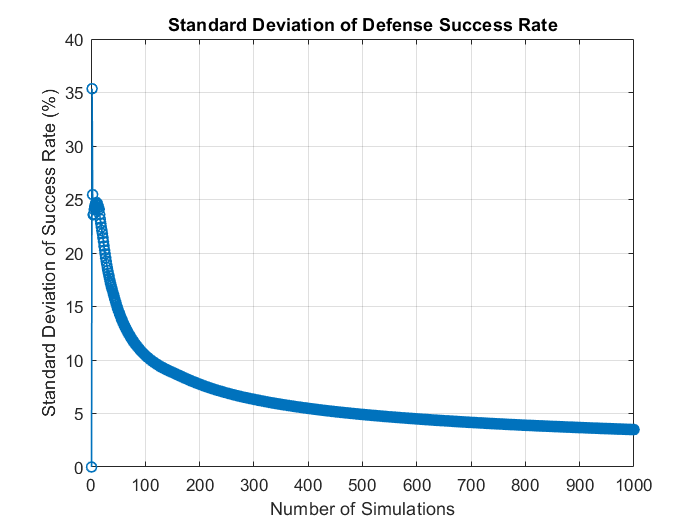 Standard Deviation of Defense Success Rate
Standard Deviation of Success Rate (%)
40
35
30
25
20
15
10
5
0
0 100 200 300 400 500 600 700 800 900 1000
Number of Simulations